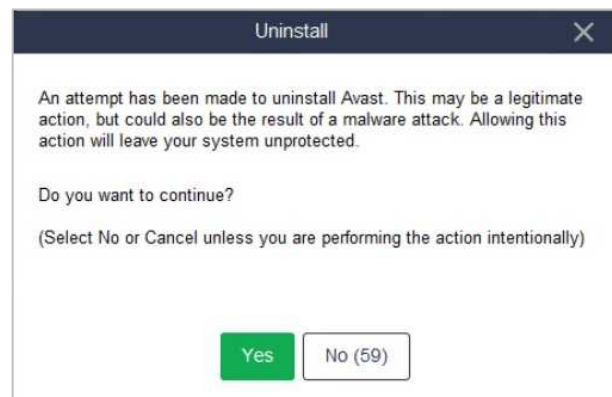 Uninstall
An attempt has been made to uninstall Avast. This may be a legitimate
action, but could also be the result of a malware attack. Allowing this
action will leave your system unprotected.
Do you want to continue?
(Select No or Cancel unless you are performing the action intentionally)
Yes No (59)